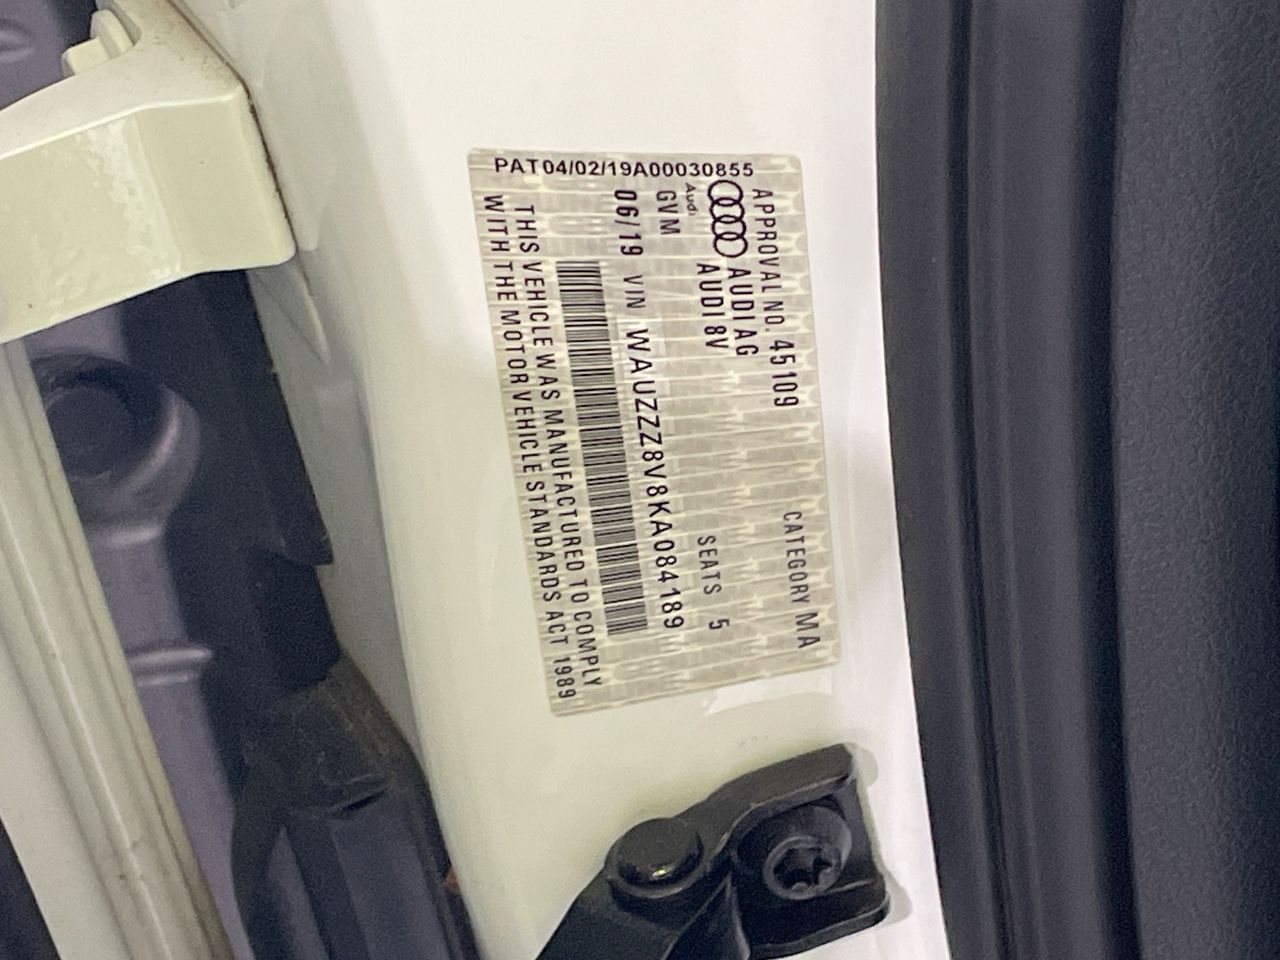 PAT04/02/19A00030855
APPROVAL NO. 45109 CATEGORY MA
AUDI AG
Audi AUDI 8V SEATS 5
GVM
06/19 VIN WAUZZZ8V8KA084189
THIS VEHICLE WAS MANUFACTURED TO COMPLY
WITH THE MOTOR VEHICLE STANDARDS ACT 1989